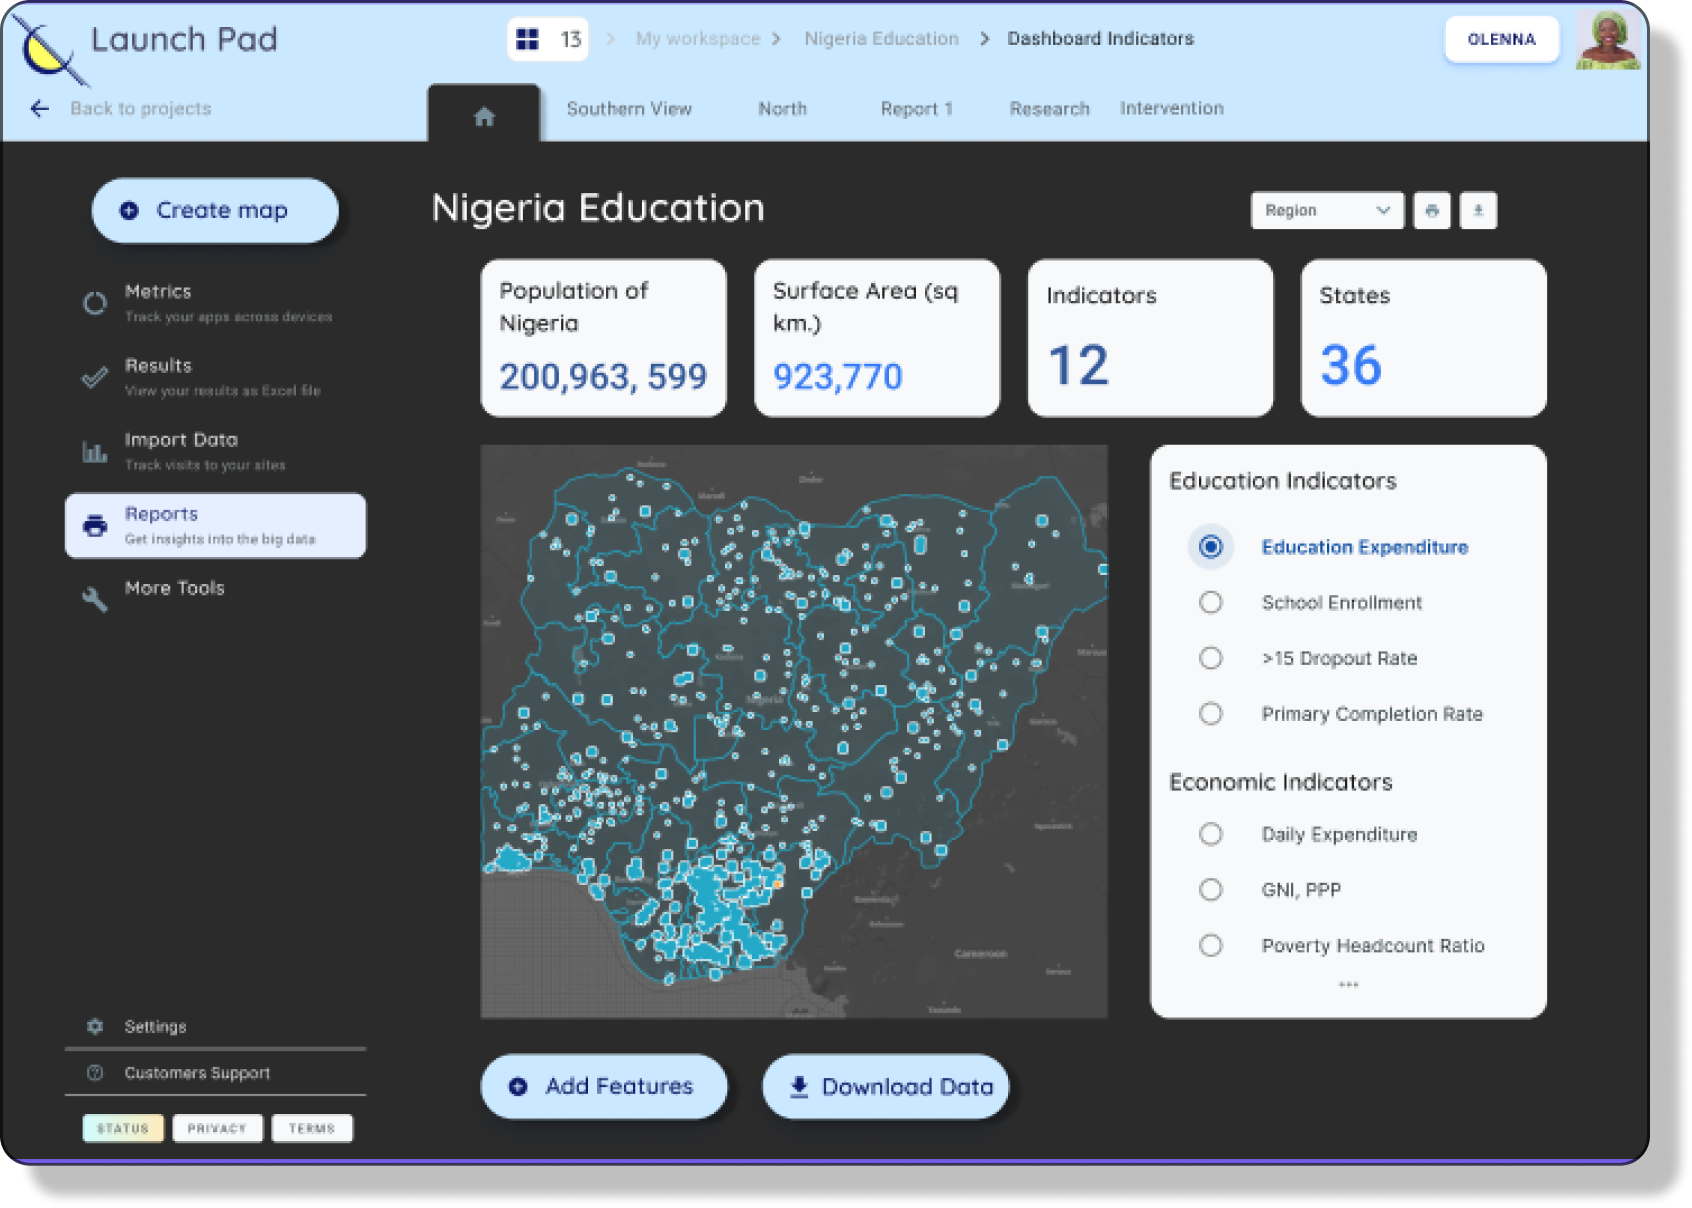 Launch Pad
13 > My workspace > Nigeria Education > Dashboard Indicators
OLENNA
Back to projects
Southern View
North
Report 1
Research
Intervention
Create map
Metrics
Track your apps across devices
Results
View your results as Excel file
Import Data
Track visits to your sites
Reports
Get insights into the big data
More Tools
Settings
Customers Support
STATUS
PRIVACY
TERMS
Nigeria Education
Region
Population of
Nigeria
200,963, 599
Surface Area (sq
km.)
923,770
Indicators
12
States
36
Nigeria
Cameroon
Education Indicators
Education Expenditure
School Enrollment
>15 Dropout Rate
Primary Completion Rate
Economic Indicators
Daily Expenditure
GNI, PPP
Poverty Headcount Ratio
...
Add Features
Download Data